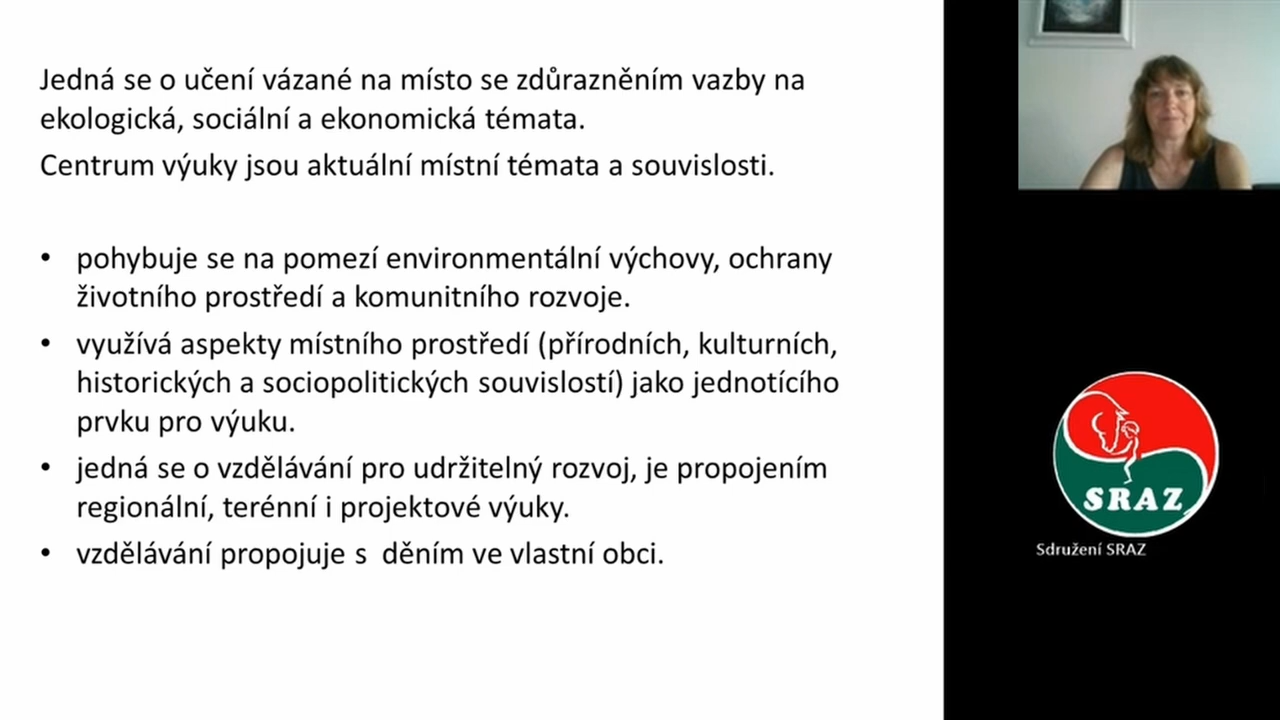 Jedná se o učení vázané na místo se zdůrazněním vazby na
ekologická, sociální a ekonomická témata.
Centrum výuky jsou aktuální místní témata a souvislosti.
• pohybuje se na pomezí environmentální výchovy, ochrany
životního prostředí a komunitního rozvoje.
• využívá aspekty místního prostředí (přírodních, kulturních,
historických a sociopolitických souvislostí) jako jednotícího
prvku pro výuku.
• jedná se o vzdělávání pro udržitelný rozvoj, je propojením
regionální, terénní i projektové výuky.
• vzdělávání propojuje s  děním ve vlastní obci.
SRAZ
Sdružení SRAZ